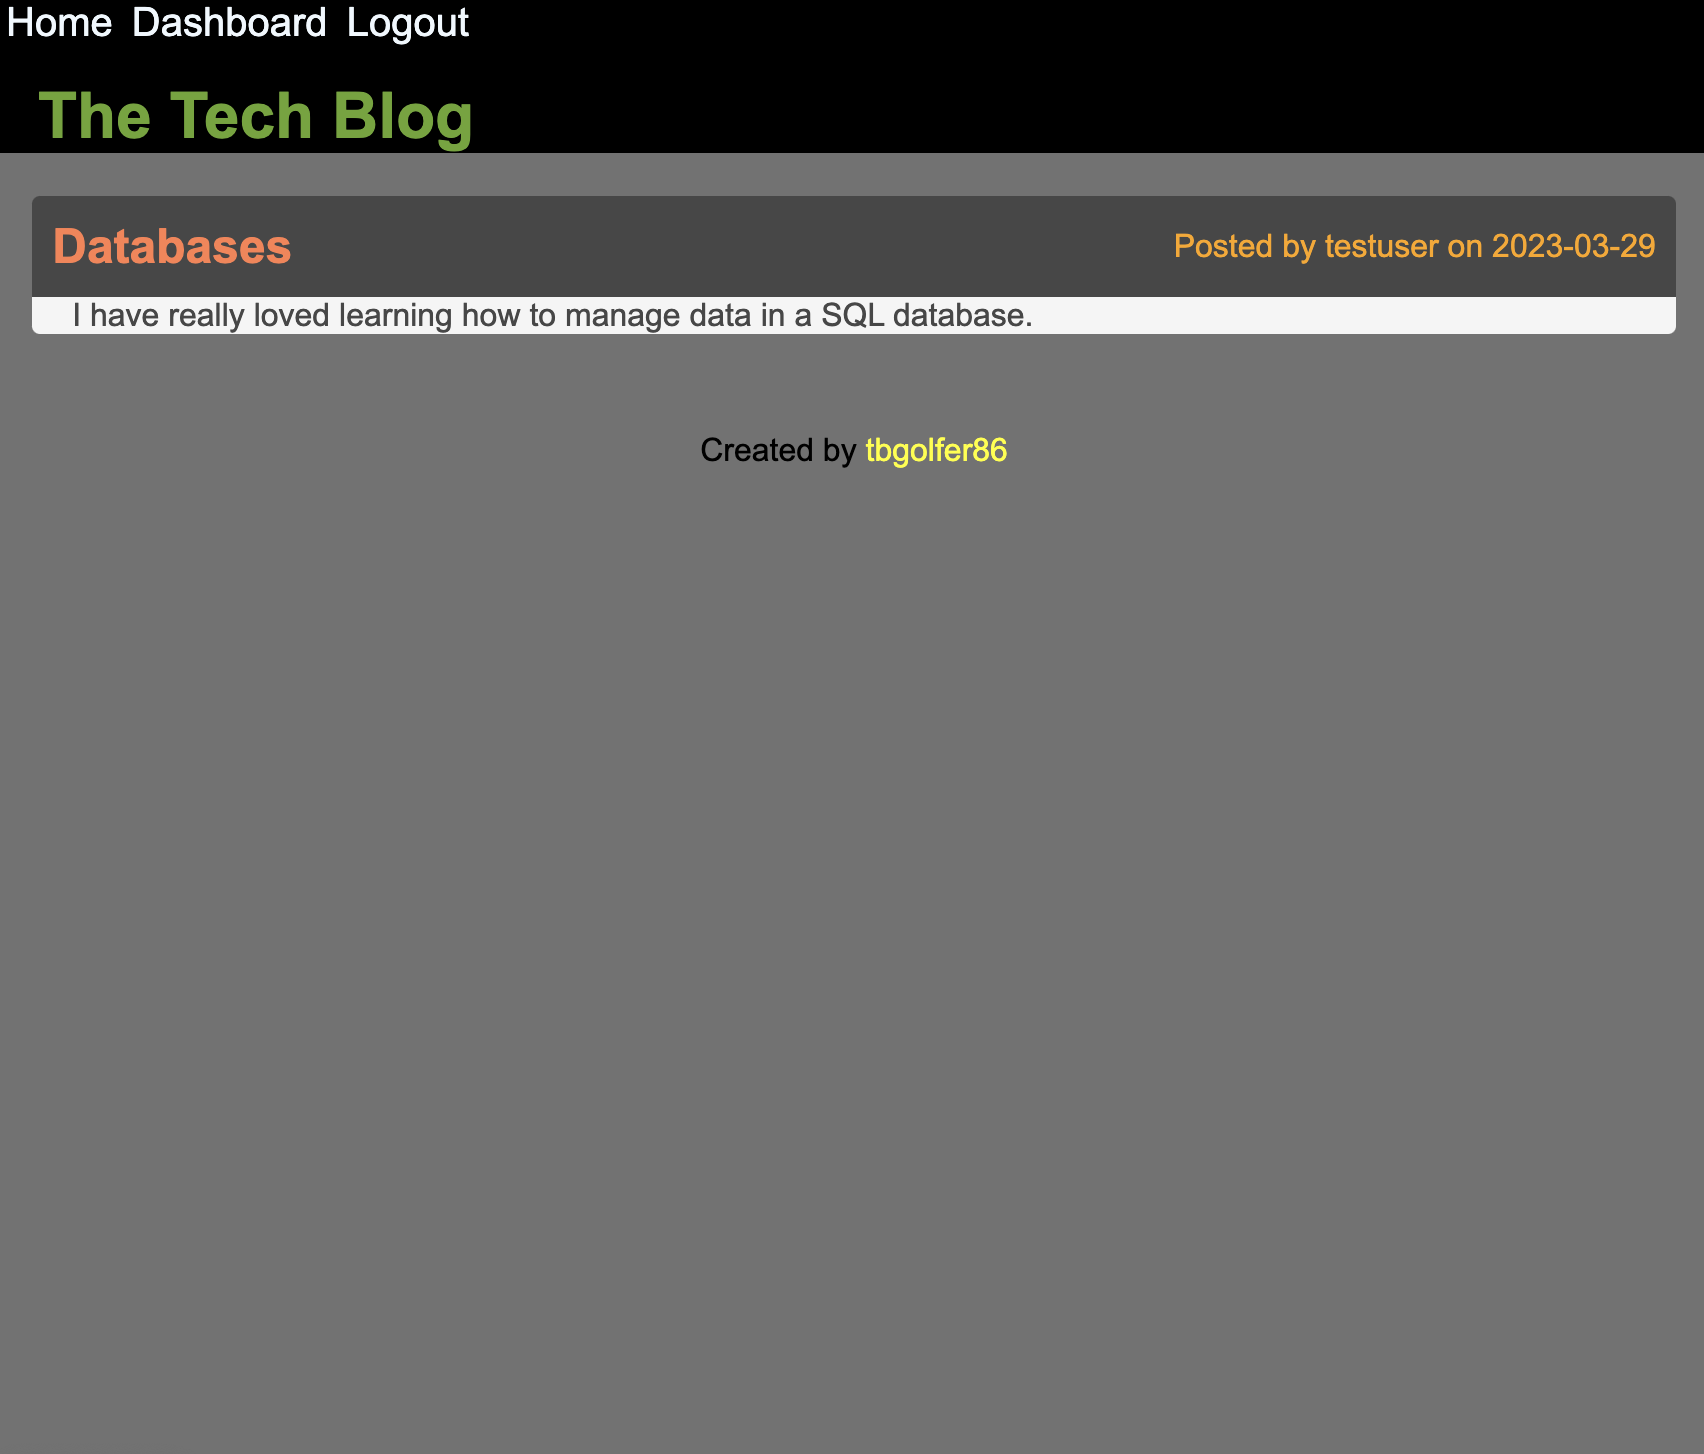 Home Dashboard Logout
The Tech Blog
Databases
Posted by testuser on 2023-03-29
I have really loved learning how to manage data in a SQL database.
Created by tbgolfer86